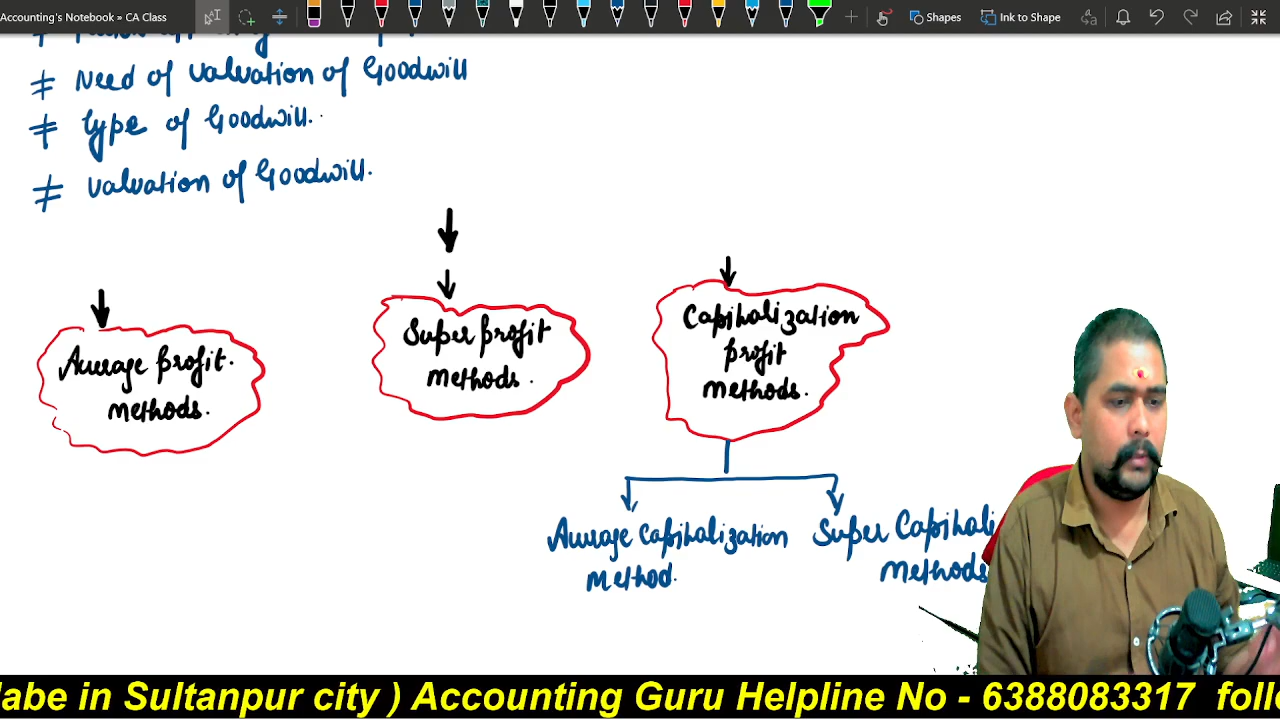 Accounting's Notebook » CA Class
Shapes
Ink to Shape
≠ Need of valuation of Goodwill
≠ Type of Goodwill.
≠ valuation of Goodwill.
Average profit.
methods.
Super profit
methods.
Capitalization
profit
methods.
Average Capitalization
Method.
Super Capitali
Methods
labe in Sultanpur city ) Accounting Guru Helpline No - 6388083317 follo